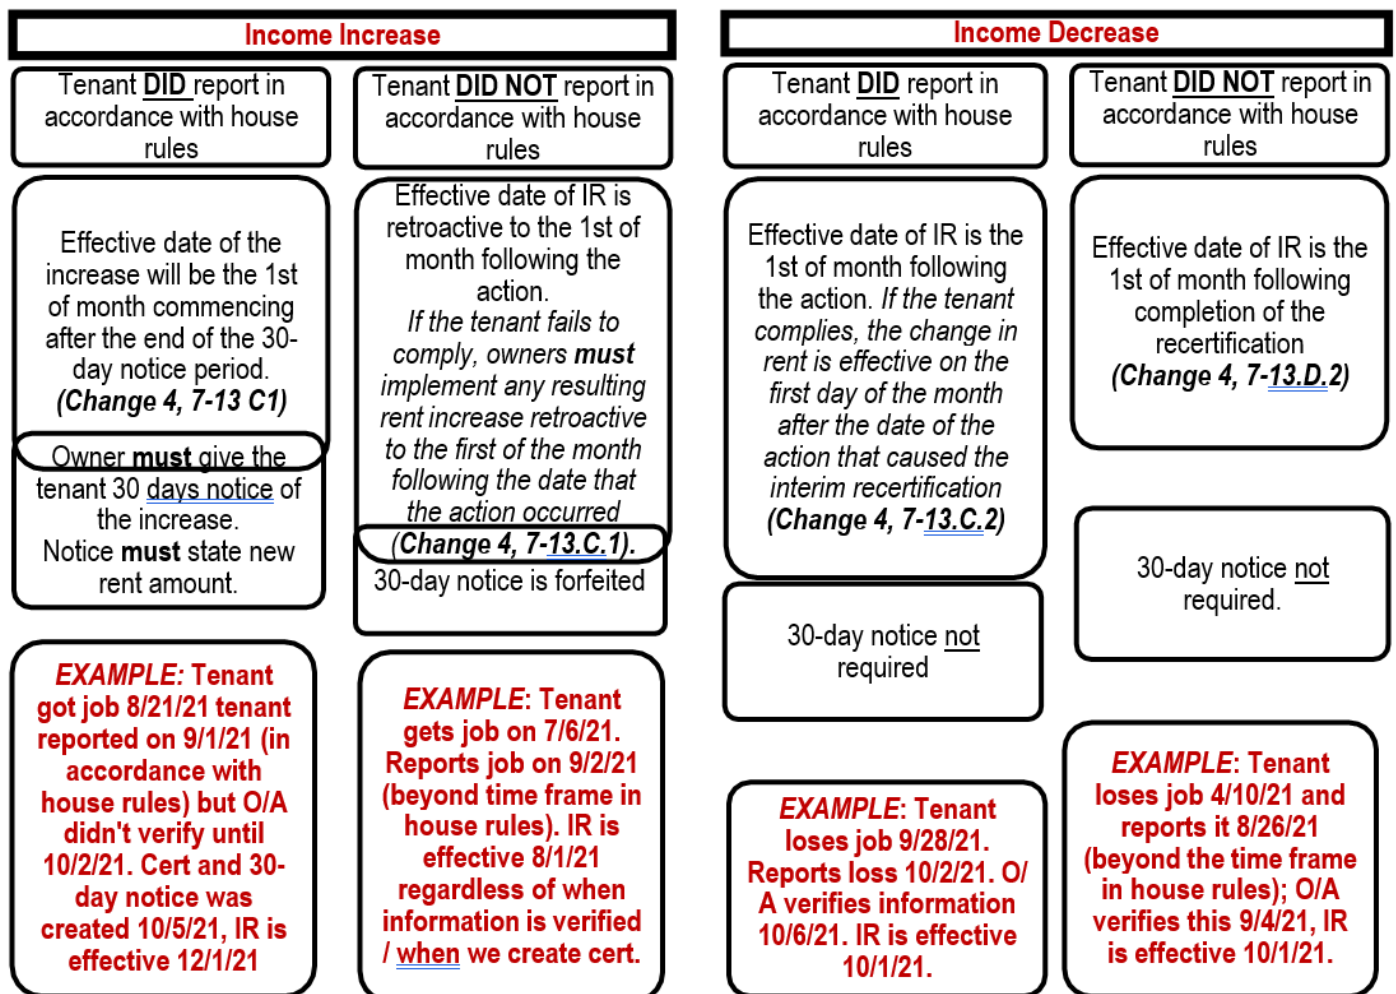 Income Increase
Tenant DID report in
accordance with house
rules
Effective date of the
increase will be the 1st
of month commencing
after the end of the 30-
day notice period.
(Change 4, 7-13 C1)
Owner must give the
tenant 30 days notice of
the increase.
Notice must state new
rent amount.
EXAMPLE: Tenant
got job 8/21/21 tenant
reported on 9/1/21 (in
accordance with
house rules) but O/A
didn't verify until
10/2/21. Cert and 30-
day notice was
created 10/5/21, IR is
effective 12/1/21
Tenant DID NOT report in
accordance with house
rules
Effective date of IR is
retroactive to the 1st of
month following the
action.
If the tenant fails to
comply, owners must
implement any resulting
rent increase retroactive
to the first of the month
following the date that
the action occurred
(Change 4, 7-13.C.1).
30-day notice is forfeited
EXAMPLE: Tenant
gets job on 7/6/21.
Reports job on 9/2/21
(beyond time frame in
house rules). IR is
effective 8/1/21
regardless of when
information is verified
/ when we create cert.
Income Decrease
Tenant DID report in
accordance with house
rules
Effective date of IR is the
1st of month following
the action. If the tenant
complies, the change in
rent is effective on the
first day of the month
after the date of the
action that caused the
interim recertification
(Change 4, 7-13.C.2)
30-day notice not
required
EXAMPLE: Tenant
loses job 9/28/21.
Reports loss 10/2/21. O/
A verifies information
10/6/21. IR is effective
10/1/21.
Tenant DID NOT report in
accordance with house
rules
Effective date of IR is the
1st of month following
completion of the
recertification
(Change 4, 7-13.D.2)
30-day notice not
required.
EXAMPLE: Tenant
loses job 4/10/21 and
reports it 8/26/21
(beyond the time frame
in house rules); O/A
verifies this 9/4/21, IR
is effective 10/1/21.